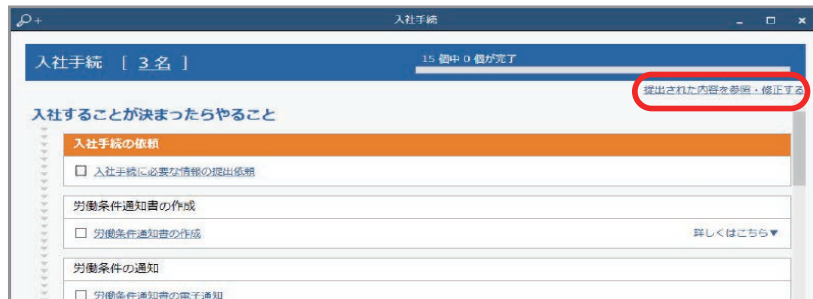 入社手続
入社手続 [ 3名 ]
15 個中 0 個が完了
提出された内容を参照・修正する
入社することが決まったらやること
入社手続の依頼
入社手続に必要な情報の提出依頼
労働条件通知書の作成
労働条件通知書の作成
詳しくはこちら▼
労働条件の通知
労働条件通知書の電子通知